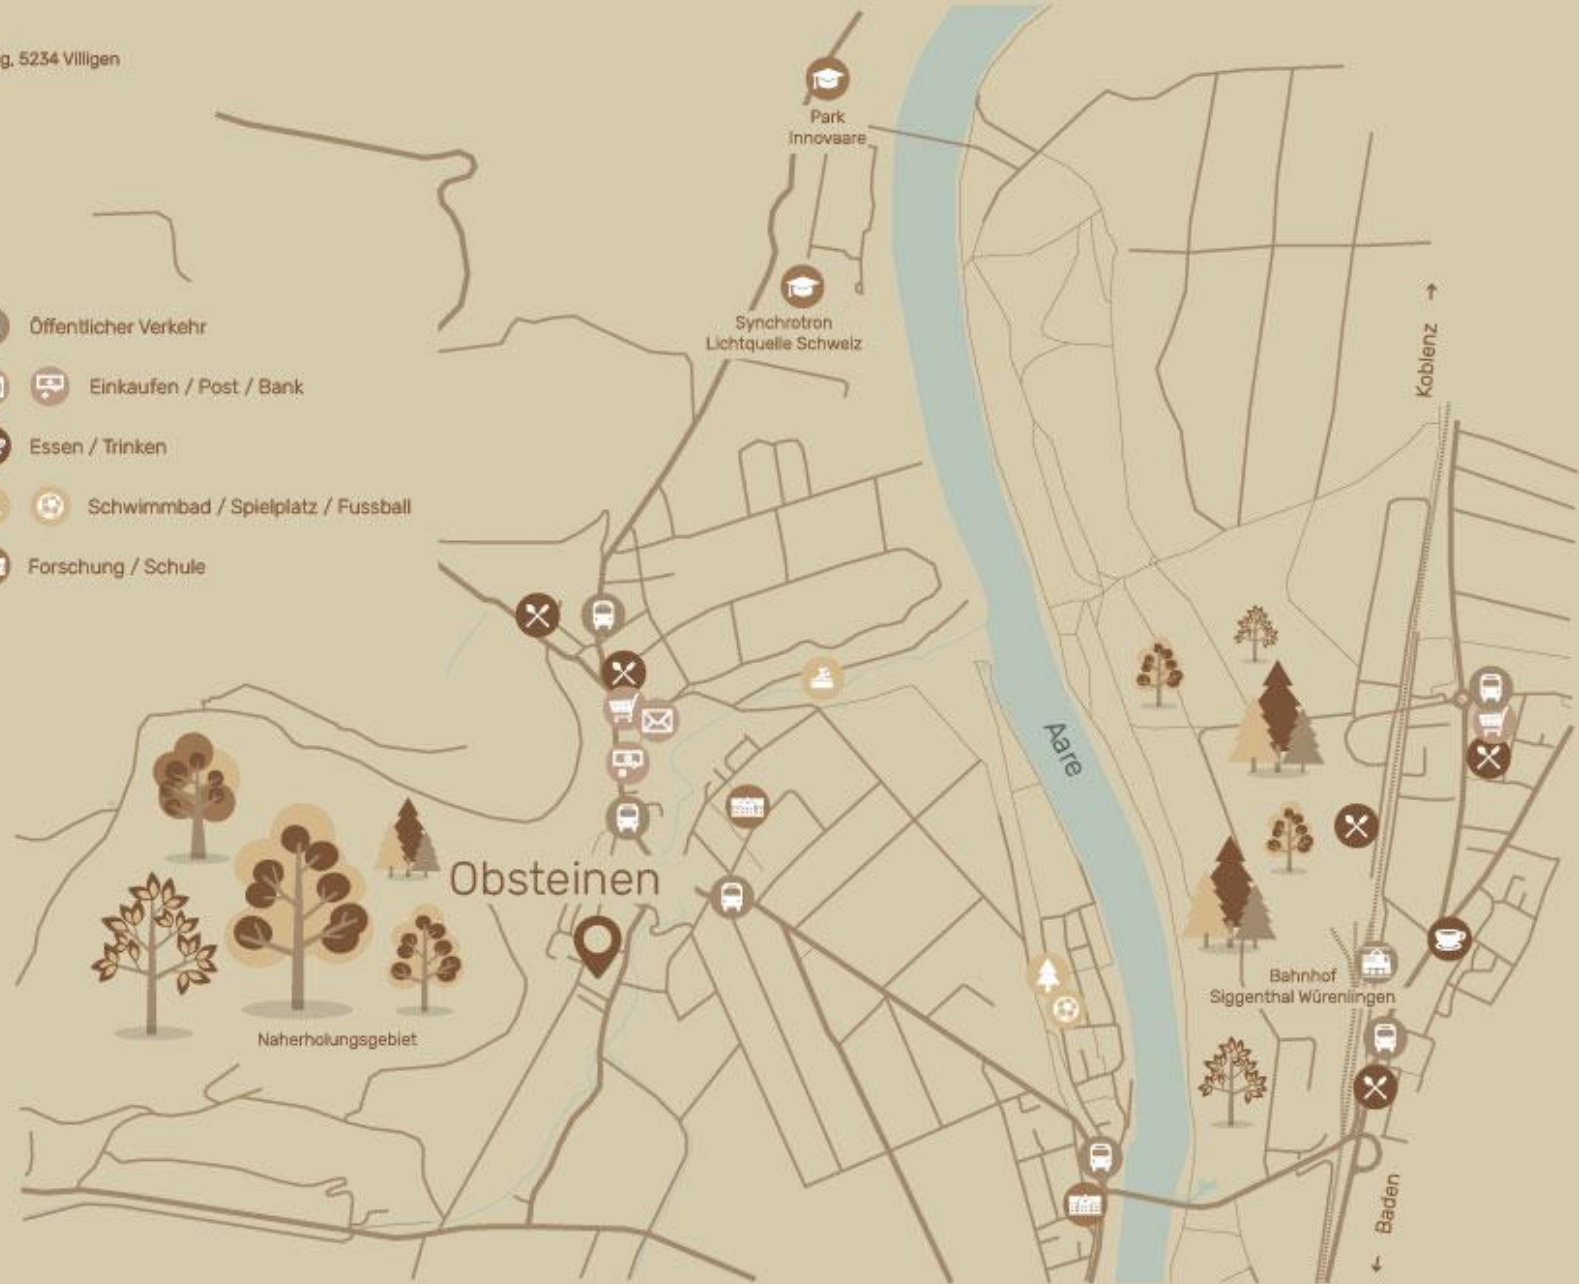 g, 5234 Villigen
Park
Innovaare
Synchrotron
Lichtquelle Schweiz
Öffentlicher Verkehr
Einkaufen / Post / Bank
Essen / Trinken
Schwimmbad / Spielplatz / Fussball
Forschung / Schule
Koblenz →
Aare
Obsteinen
Naherholungsgebiet
Bahnhof
Siggenthal Würenlingen
← Baden